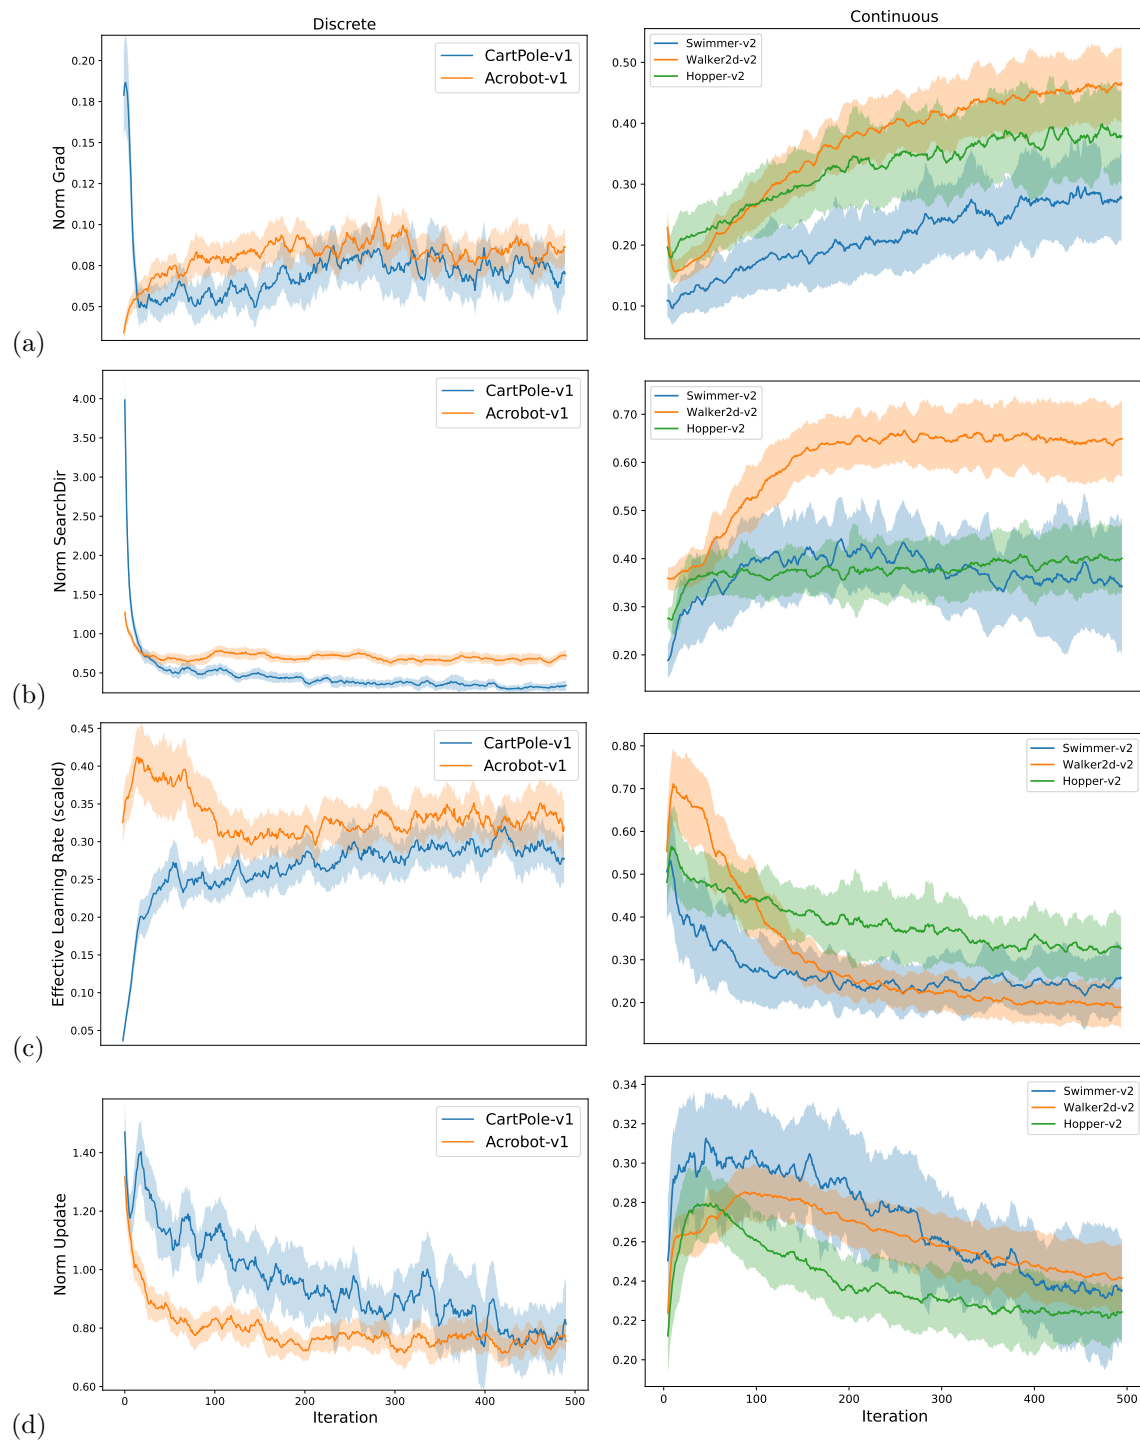 Discrete
CartPole-v1
Acrobot-v1
0.20
0.18
0.15
0.12
0.10
0.08
0.05
Norm Grad
(a)
Continuous
Swimmer-v2
Walker2d-v2
Hopper-v2
0.50
0.40
0.30
0.20
0.10
CartPole-v1
Acrobot-v1
4.00
3.50
4.00
2.50
2.00
1.50
1.00
0.50
Norm SearchDir
(b)
Swimmer-v2
Walker2d-v2
Hopper-v2
0.70
0.60
0.50
0.40
0.30
0.20
CartPole-v1
Acrobot-v1
0.45
0.40
0.35
0.30
0.25
0.20
0.15
0.10
0.05
Effective Learning Rate (scaled)
(c)
Swimmer-v2
Walker2d-v2
Hopper-v2
0.80
0.70
0.60
0.50
0.40
0.30
0.20
CartPole-v1
Acrobot-v1
1.40
1.20
1.00
0.80
0.60
Norm Update
0 100 200 300 400 500
Iteration
(d)
Swimmer-v2
Walker2d-v2
Hopper-v2
0.34
0.32
0.30
0.28
0.26
0.24
0.22
0.20
0 100 200 300 400 500
Iteration